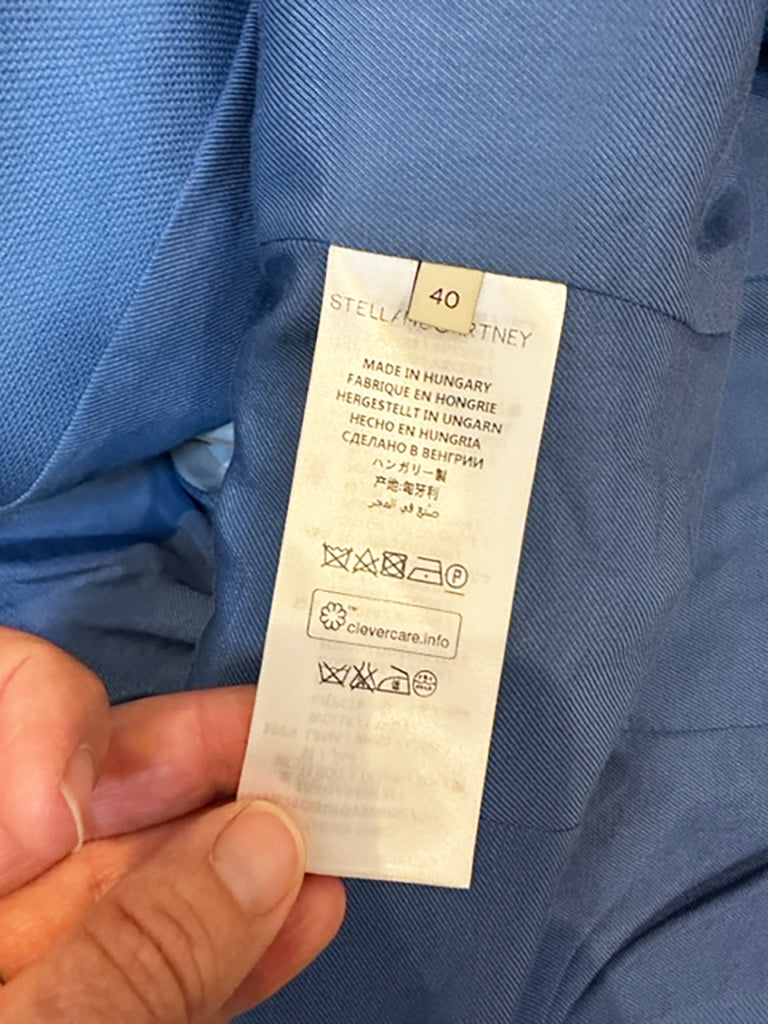 40
STELLA McCARTNEY
MADE IN HUNGARY
FABRIQUE EN HONGRIE
HERGESTELLT IN UNGARN
HECHO EN HUNGRIA
СДЕЛАНО В ВЕНГРИИ
ハンガリー製
产地:匈牙利
صنع في المجر
P
™
clevercare.info